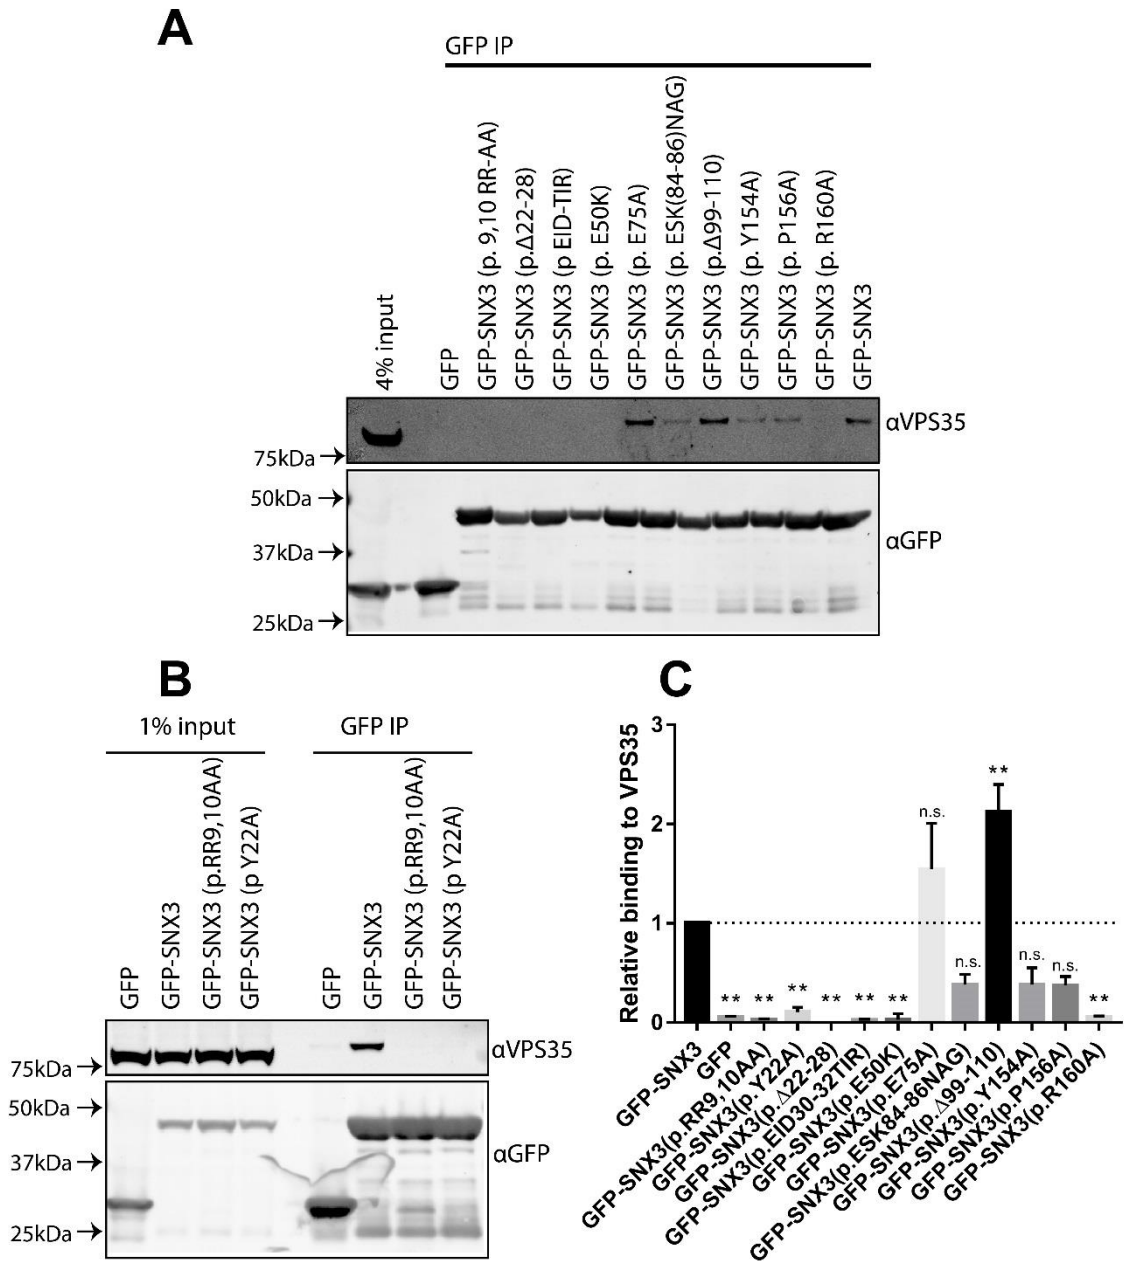 A
GFP IP
4% input
GFP
GFP-SNX3 (p. 9,10 RR-AA)
GFP-SNX3 (p.Δ22-28)
GFP-SNX3 (p EID-TIR)
GFP-SNX3 (p. E50K)
GFP-SNX3 (p. E75A)
GFP-SNX3 (p. ESK(84-86)NAG)
GFP-SNX3 (p.Δ99-110)
GFP-SNX3 (p. Y154A)
GFP-SNX3 (p. P156A)
GFP-SNX3 (p. R160A)
GFP-SNX3
αVPS35
75kDa
50kDa
37kDa
25kDa
αGFP
B
1% input
GFP IP
GFP
GFP-SNX3
GFP-SNX3 (p.RR9,10AA)
GFP-SNX3 (p Y22A)
GFP
GFP-SNX3
GFP-SNX3 (p.RR9,10AA)
GFP-SNX3 (p Y22A)
αVPS35
75kDa
50kDa
37kDa
25kDa
αGFP
C
Relative binding to VPS35
3
2
1
0
**
**
**
**
**
**
n.s.
n.s.
**
n.s.
n.s.
**
GFP-SNX3
GFP
GFP-SNX3(p.RR9,10AA)
GFP-SNX3(p.Y22A)
GFP-SNX3(p.Δ22-28)
GFP-SNX3(p.EID30-32TIR)
GFP-SNX3(p.E50K)
GFP-SNX3(p.E75A)
GFP-SNX3(p.ESK84-86NAG)
GFP-SNX3(p.Δ99-110)
GFP-SNX3(p.Y154A)
GFP-SNX3(p.P156A)
GFP-SNX3(p.R160A)